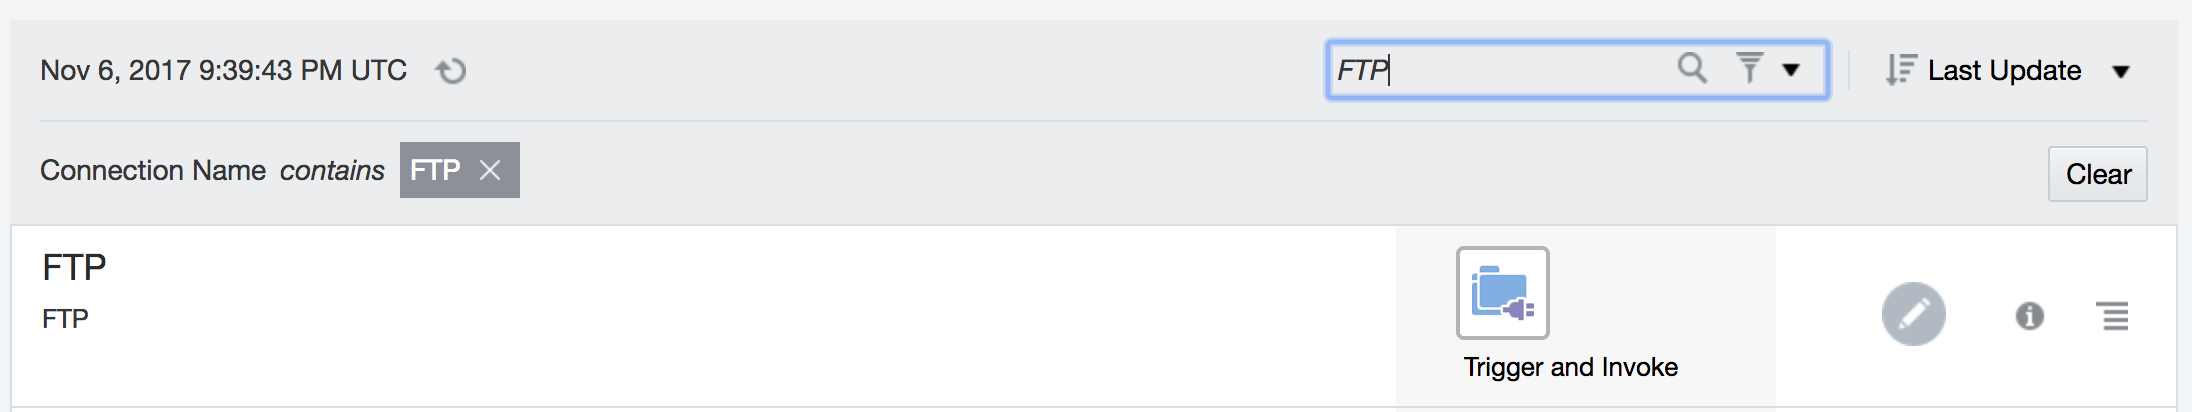 Nov 6, 2017 9:39:43 PM UTC FTP Last Update
Connection Name contains FTP Clear
FTP
FTP
Trigger and Invoke